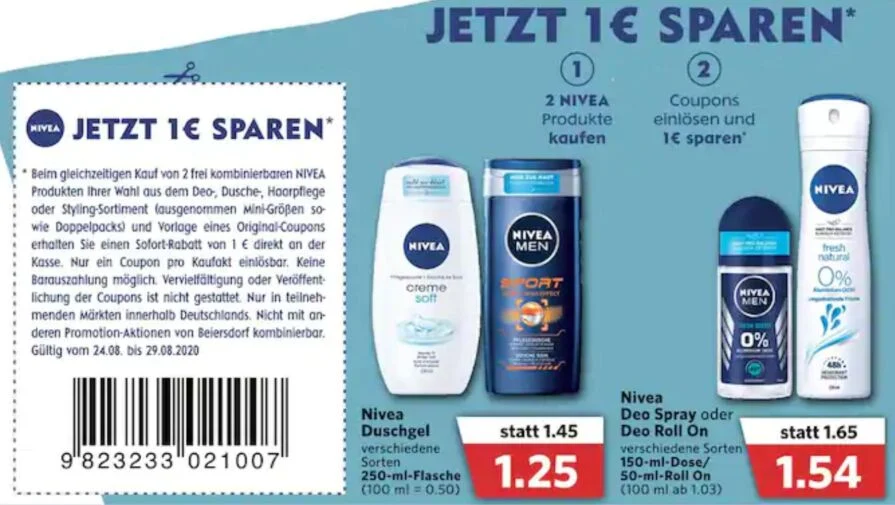 JETZT 1€ SPAREN*
1
2 NIVEA
Produkte
kaufen
2
Coupons
einlösen und
1€ sparen*
NIVEA
JETZT 1€ SPAREN*
* Beim gleichzeitigen Kauf von 2 frei kombinierbaren NIVEA
Produkten Ihrer Wahl aus dem Deo-, Dusche-, Haarpflege
oder Styling-Sortiment (ausgenommen Mini-Größen so-
wie Doppelpacks) und Vorlage eines Original-Coupons
erhalten Sie einen Sofort-Rabatt von 1 € direkt an der
Kasse. Nur ein Coupon pro Kaufakt einlösbar. Keine
Barauszahlung möglich. Vervielfältigung oder Veröffent-
lichung der Coupons ist nicht gestattet. Nur in teilneh-
menden Märkten innerhalb Deutschlands. Nicht mit an-
deren Promotion-Aktionen von Beiersdorf kombinierbar.
Gültig vom 24.08. bis 29.08.2020
9 823233 021007
NIVEA
creme
soft
NIVEA
MEN
SPORT
NIVEA
MEN
0%
NIVEA
fresh
natural
0%
48h
Nivea
Duschgel
verschiedene
Sorten
250-ml-Flasche
(100 ml = 0.50)
statt 1.45
1.25
Nivea
Deo Spray oder
Deo Roll On
verschiedene Sorten
150-ml-Dose/
50-ml-Roll On
(100 ml ab 1.03)
statt 1.65
1.54